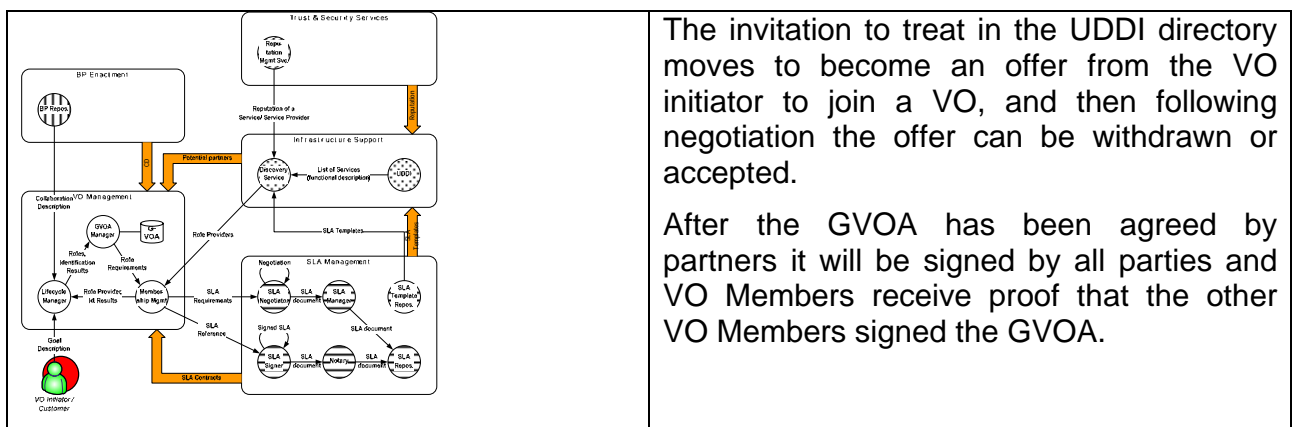 Trust & Security Services
Repu-
tation
Mgmt Svc.
BP Enactment
BP Repos.
Reputation of a
Service/ Service Provider
Reputation
Infrastructure Support
CD
Potential partners
Discovery
Service
List of Services
(functional description)
UDDI
Collaboration
Description
VO Management
GVOA
Manager
VOA
Role Providers
SLA Templates
SLA
Templates
Roles,
Identification
Results
Role
Requirements
SLA Management
Negotiation
Lifecycle
Manager
Role Provider,
Id Results
Member-
ship Mgmt
SLA
Requirements
SLA
Negotiator
SLA
document
SLA
Manager
SLA
Template
Repos.
SLA
Reference
Signed SLA
SLA document
Goal
Description
SLA
Signer
SLA
document
Notary
SLA
document
SLA
Repos.
SLA Contracts
VO Initiator /
Customer
The invitation to treat in the UDDI directory
moves to become an offer from the VO
initiator to join a VO, and then following
negotiation the offer can be withdrawn or
accepted.
After the GVOA has been agreed by
partners it will be signed by all parties and
VO Members receive proof that the other
VO Members signed the GVOA.